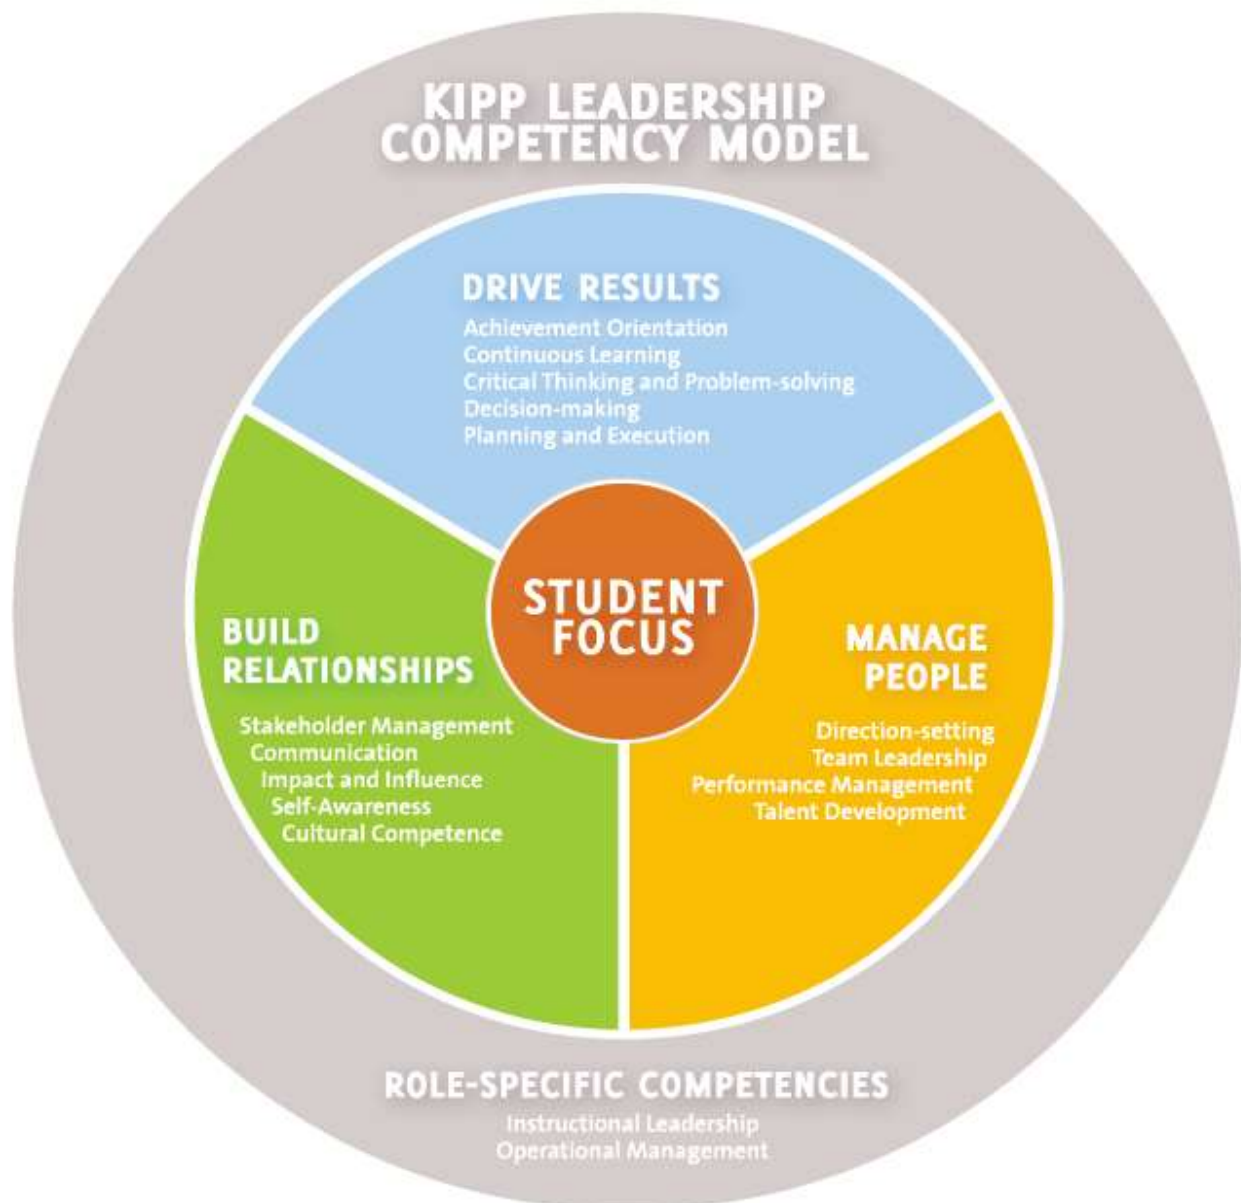 KIPP LEADERSHIP
COMPETENCY MODEL
DRIVE RESULTS
Achievement Orientation
Continuous Learning
Critical Thinking and Problem-solving
Decision-making
Planning and Execution
STUDENT
FOCUS
BUILD
RELATIONSHIPS
Stakeholder Management
Communication
Impact and Influence
Self-Awareness
Cultural Competence
MANAGE
PEOPLE
Direction-setting
Team Leadership
Performance Management
Talent Development
ROLE-SPECIFIC COMPETENCIES
Instructional Leadership
Operational Management